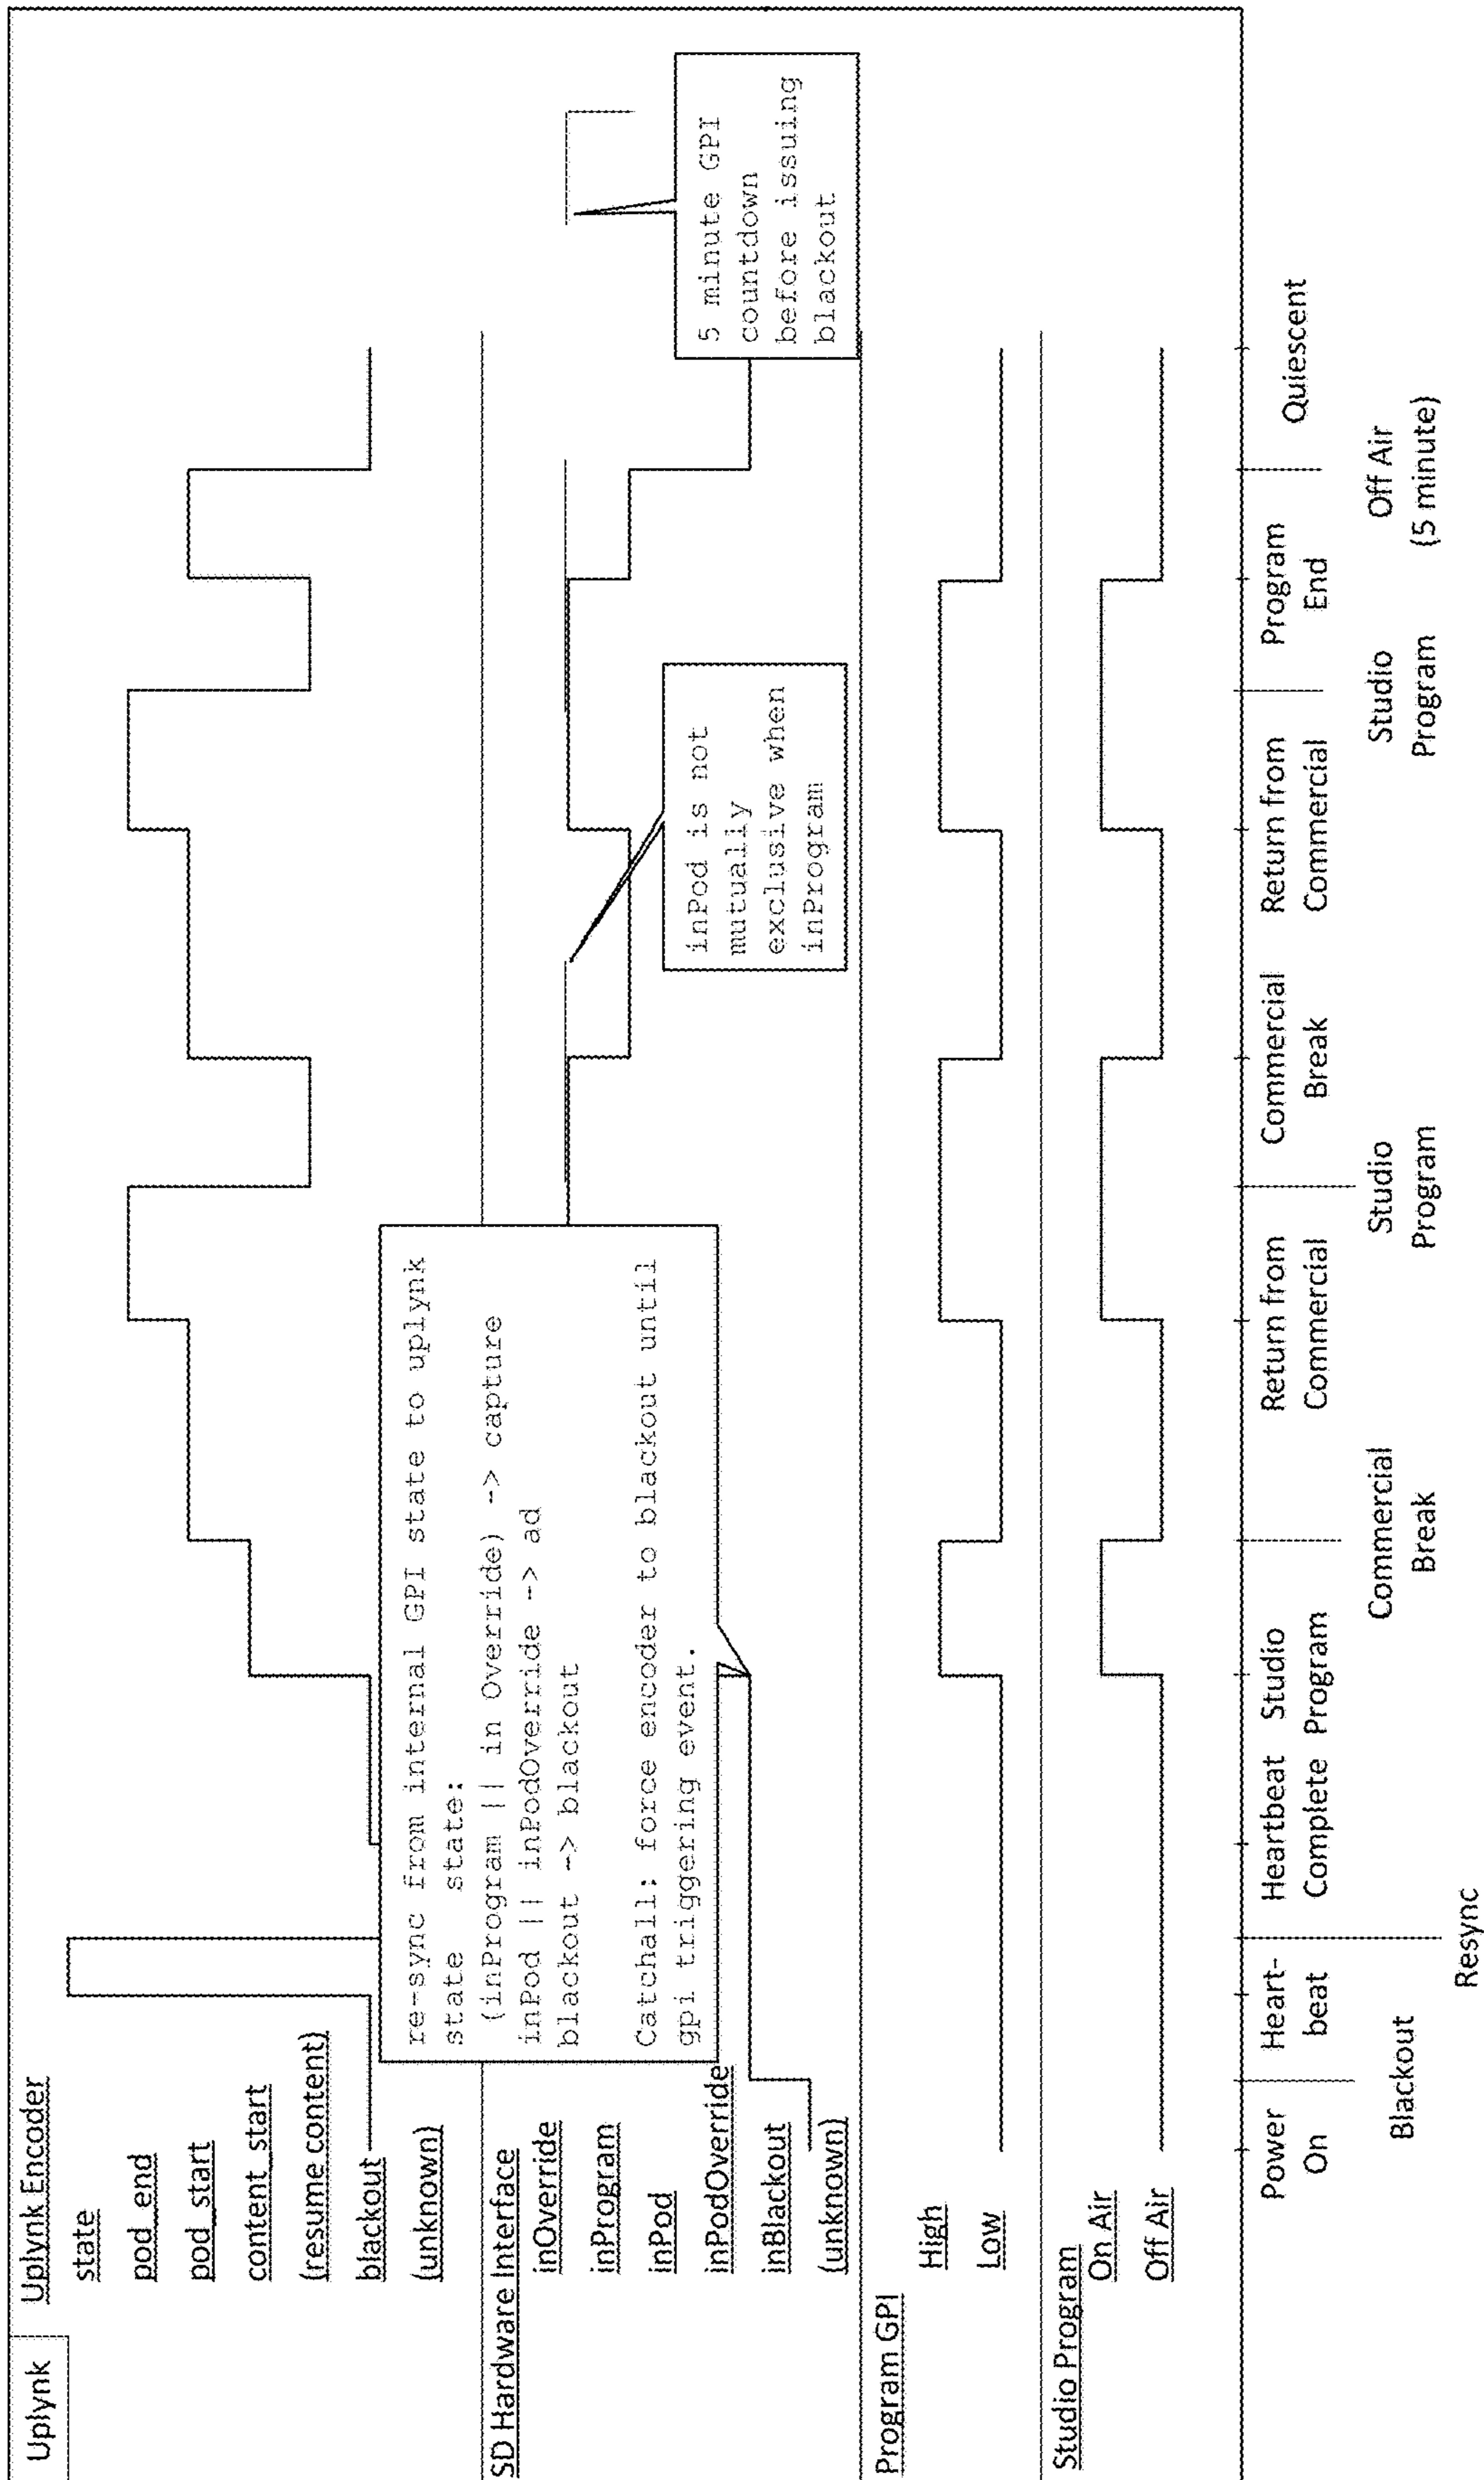 Uplynk
Uplynk Encoder
state
pod_end
pod_start
content_start
(resume content)
blackout
(unknown)
re-sync from internal GPI state to uplynk
state state:
(inProgram || in Override) -> capture
inPod || inPodOverride --> ad
blackout -> blackout
Catchall; force encoder to blackout until
gpi triggering event.
SD Hardware Interface
inOverride
inProgram
inPod
inPodOverride
inBlackout
(unknown)
inPod is not
mutually
exclusive when
inProgram
5 minute GPI
countdown
before issuing
blackout
Program GPI
High
Low
Studio Program
On Air
Off Air
Power
On
Heart-
beat
Heartbeat
Complete
Studio
Program
Return from
Commercial
Commercial
Break
Return from
Commercial
Program
End
Quiescent
Blackout
Resync
Commercial
Break
Studio
Program
Studio
Program
Off Air
(5 minute)